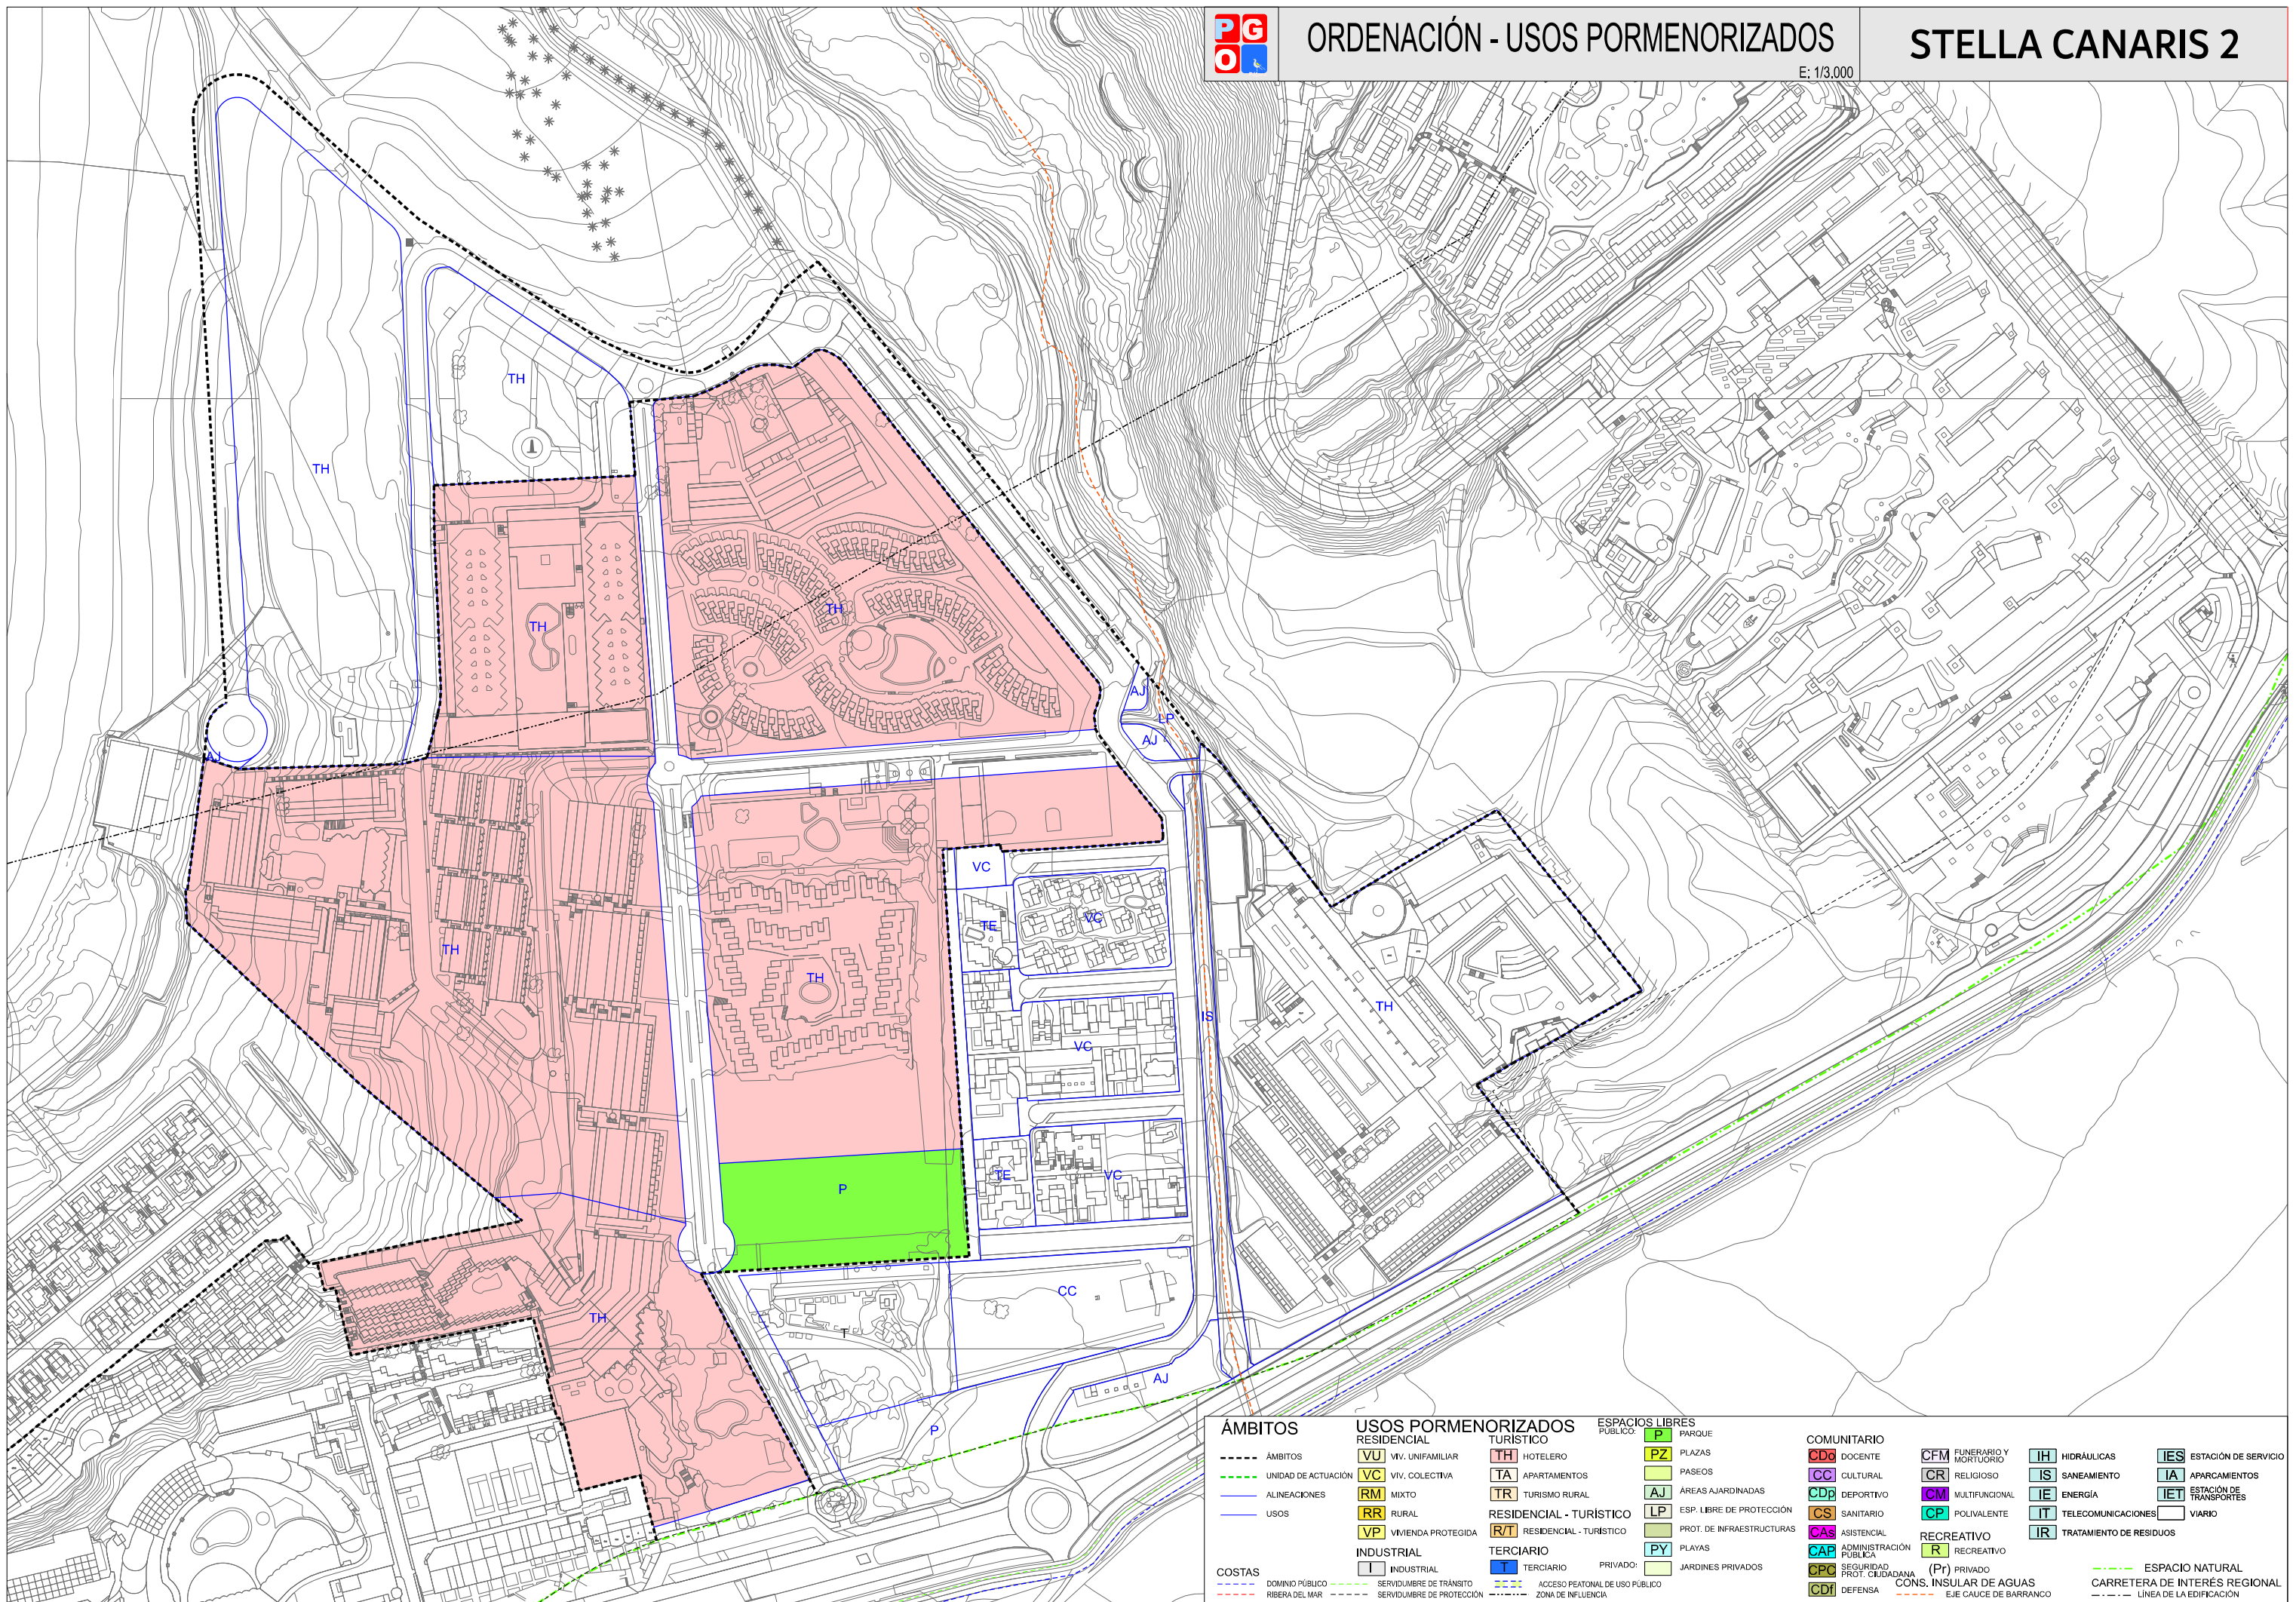 PG
O
ORDENACIÓN - USOS PORMENORIZADOS
E: 1/3.000
STELLA CANARIS 2
TH
TH
TH
TH
AJ
LP
AJ
AJ
VC
TE
VC
TH
TH
TH
IS
VC
TE
VC
P
CC
TH
T
AJ
P
ÁMBITOS
ÁMBITOS
UNIDAD DE ACTUACIÓN
ALINEACIONES
USOS
COSTAS
DOMINIO PÚBLICO
RIBERA DEL MAR
SERVIDUMBRE DE TRÁNSITO
SERVIDUMBRE DE PROTECCIÓN
ACCESO PEATONAL DE USO PÚBLICO
ZONA DE INFLUENCIA
USOS PORMENORIZADOS
RESIDENCIAL
VU VIV. UNIFAMILIAR
VC VIV. COLECTIVA
RM MIXTO
RR RURAL
VP VIVIENDA PROTEGIDA
INDUSTRIAL
I INDUSTRIAL
TURÍSTICO
TH HOTELERO
TA APARTAMENTOS
TR TURISMO RURAL
RESIDENCIAL - TURÍSTICO
R/T RESIDENCIAL - TURÍSTICO
TERCIARIO
T TERCIARIO
ESPACIOS LIBRES
PÚBLICO:
P PARQUE
PZ PLAZAS
PASEOS
AJ ÁREAS AJARDINADAS
LP ESP. LIBRE DE PROTECCIÓN
PROT. DE INFRAESTRUCTURAS
PY PLAYAS
PRIVADO: JARDINES PRIVADOS
COMUNITARIO
CDo DOCENTE
CC CULTURAL
CDp DEPORTIVO
CS SANITARIO
CAs ASISTENCIAL
CAP ADMINISTRACIÓN
PÚBLICA
CPC SEGURIDAD
PROT. CIUDADANA
CDf DEFENSA
CFM FUNERARIO Y
MORTUORIO
CR RELIGIOSO
CM MULTIFUNCIONAL
CP POLIVALENTE
RECREATIVO
R RECREATIVO
(Pr) PRIVADO
CONS. INSULAR DE AGUAS
EJE CAUCE DE BARRANCO
IH HIDRÁULICAS
IS SANEAMIENTO
IE ENERGÍA
IT TELECOMUNICACIONES
IR TRATAMIENTO DE RESIDUOS
IES ESTACIÓN DE SERVICIO
IA APARCAMIENTOS
IET ESTACIÓN DE
TRANSPORTES
VIARIO
ESPACIO NATURAL
CARRETERA DE INTERÉS REGIONAL
LÍNEA DE LA EDIFICACIÓN